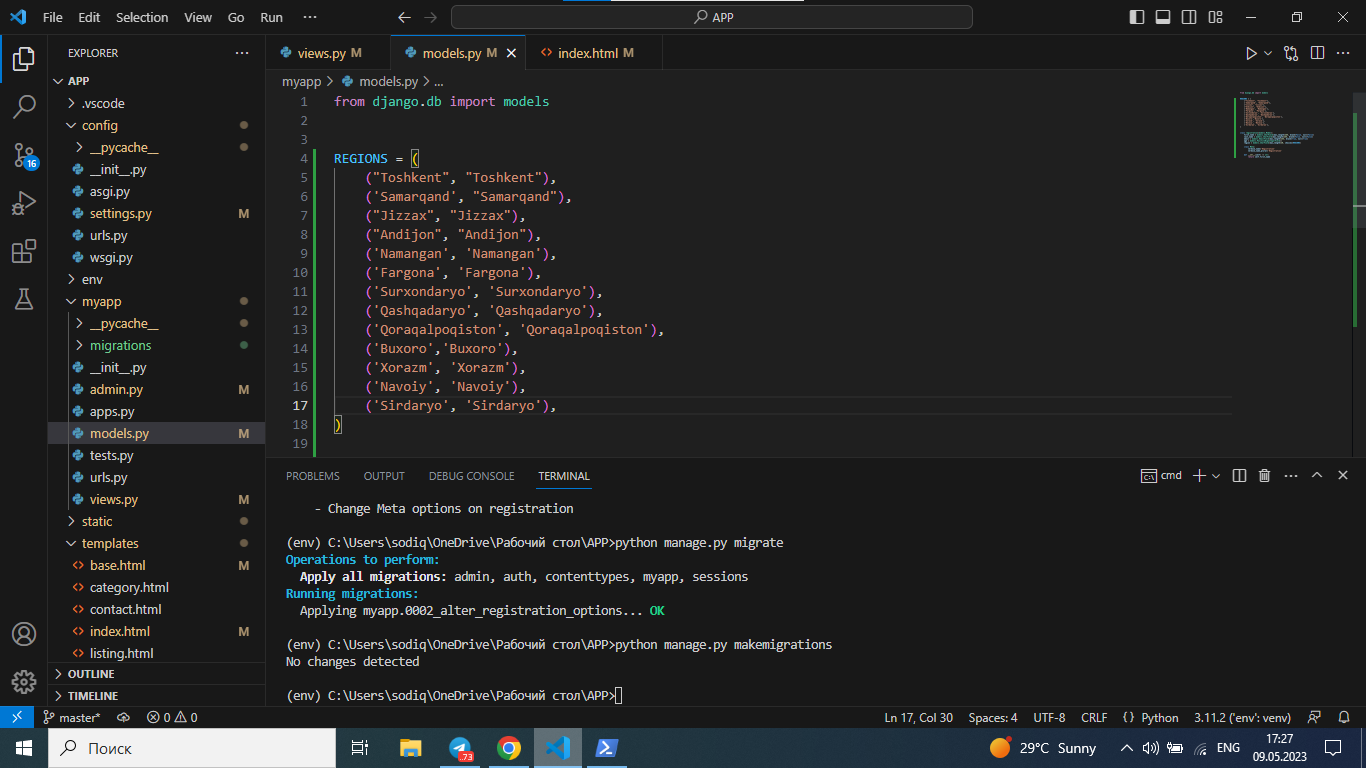 File Edit Selection View Go Run ···
APP
EXPLORER
APP
.vscode
config
__pycache__
__init__.py
asgi.py
settings.py M
urls.py
wsgi.py
env
myapp
__pycache__
migrations
__init__.py
admin.py M
apps.py
models.py M
tests.py
urls.py
views.py M
static
templates
base.html M
category.html
contact.html
index.html M
listing.html
OUTLINE
TIMELINE
16
views.py M
models.py M
index.html M
myapp > models.py > ...
1 from django.db import models
2
3
4 REGIONS = (
5 ("Toshkent", "Toshkent"),
6 ('Samarqand', "Samarqand"),
7 ("Jizzax", "Jizzax"),
8 ("Andijon", "Andijon"),
9 ('Namangan', 'Namangan'),
10 ('Fargona', 'Fargona'),
11 ('Surxondaryo', 'Surxondaryo'),
12 ('Qashqadaryo', 'Qashqadaryo'),
13 ('Qoraqalpoqiston', 'Qoraqalpoqiston'),
14 ('Buxoro','Buxoro'),
15 ('Xorazm', 'Xorazm'),
16 ('Navoiy', 'Navoiy'),
17 ('Sirdaryo', 'Sirdaryo'),
18 )
19
PROBLEMS OUTPUT DEBUG CONSOLE TERMINAL
cmd
- Change Meta options on registration
(env) C:\Users\sodiq\OneDrive\Рабочий стол\APP>python manage.py migrate
Operations to perform:
Apply all migrations: admin, auth, contenttypes, myapp, sessions
Running migrations:
Applying myapp.0002_alter_registration_options... OK
(env) C:\Users\sodiq\OneDrive\Рабочий стол\APP>python manage.py makemigrations
No changes detected
(env) C:\Users\sodiq\OneDrive\Рабочий стол\APP>
master* 0 0 Ln 17, Col 30 Spaces: 4 UTF-8 CRLF Python 3.11.2 ('env': venv)
Поиск
.73
29°C Sunny
ENG
17:27
09.05.2023